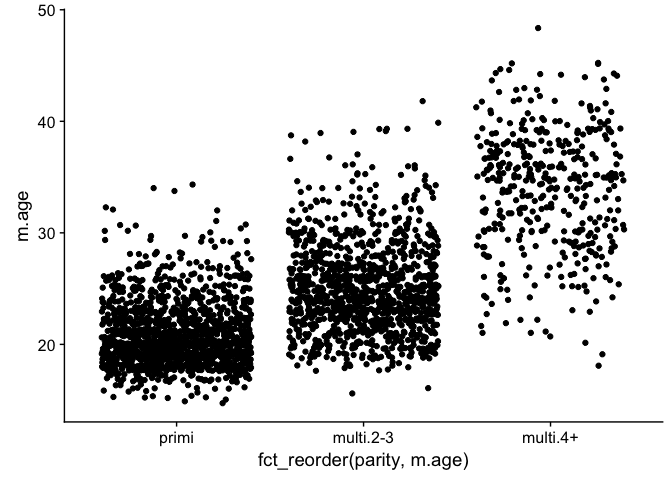 50
40
30
20
m.age
primi
multi.2-3
multi.4+
fct_reorder(parity, m.age)